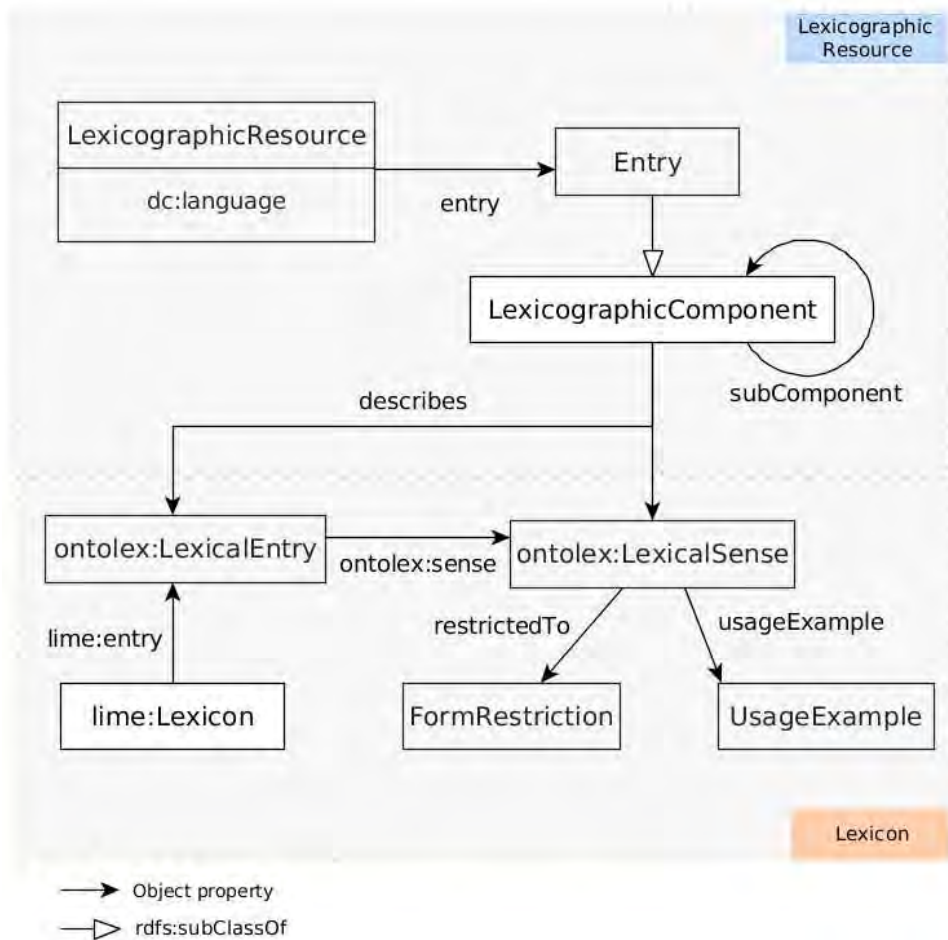 Lexicographic
Resource
LexicographicResource
dc:language
entry
Entry
LexicographicComponent
subComponent
describes
ontolex:LexicalEntry
ontolex:sense
ontolex:LexicalSense
lime:entry
restrictedTo
usageExample
lime:Lexicon
FormRestriction
UsageExample
Lexicon
Object property
rdfs:subClassOf